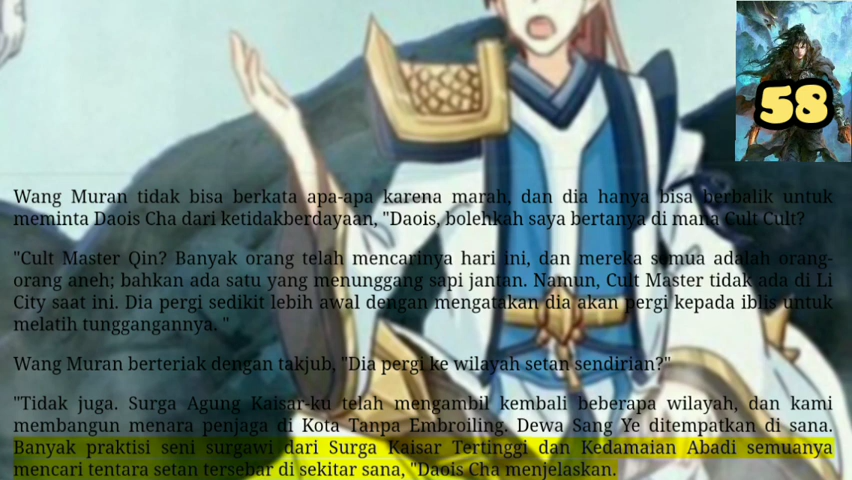 58
Wang Muran tidak bisa berkata apa-apa karena marah, dan dia hanya bisa berbalik untuk
meminta Daois Cha dari ketidakberdayaan, "Daois, bolehkah saya bertanya di mana Cult Cult?
"Cult Master Qin? Banyak orang telah mencarinya hari ini, dan mereka semua adalah orang-
orang aneh; bahkan ada satu yang menunggang sapi jantan. Namun, Cult Master tidak ada di Li
City saat ini. Dia pergi sedikit lebih awal dengan mengatakan dia akan pergi kepada iblis untuk
melatih tunggangannya. "
Wang Muran berteriak dengan takjub, "Dia pergi ke wilayah setan sendirian?"
"Tidak juga. Surga Agung Kaisar-ku telah mengambil kembali beberapa wilayah, dan kami
membangun menara penjaga di Kota Tanpa Embroiling. Dewa Sang Ye ditempatkan di sana.
Banyak praktisi seni surgawi dari Surga Kaisar Tertinggi dan Kedamaian Abadi semuanya
mencari tentara setan tersebar di sekitar sana, "Daois Cha menjelaskan.